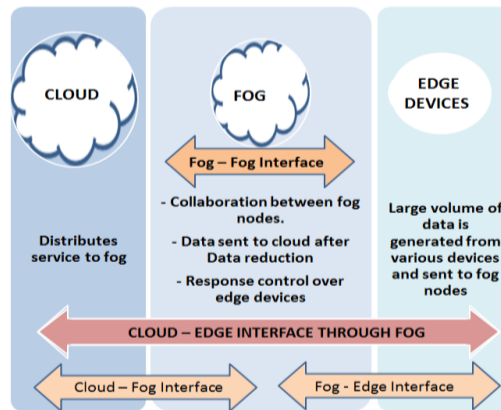 CLOUD
FOG
EDGE
DEVICES
Fog – Fog Interface
Distributes
service to fog
- Collaboration between fog
nodes.
- Data sent to cloud after
Data reduction
- Response control over
edge devices
Large volume of
data is
generated from
various devices
and sent to fog
nodes
CLOUD – EDGE INTERFACE THROUGH FOG
Cloud – Fog Interface
Fog - Edge Interface